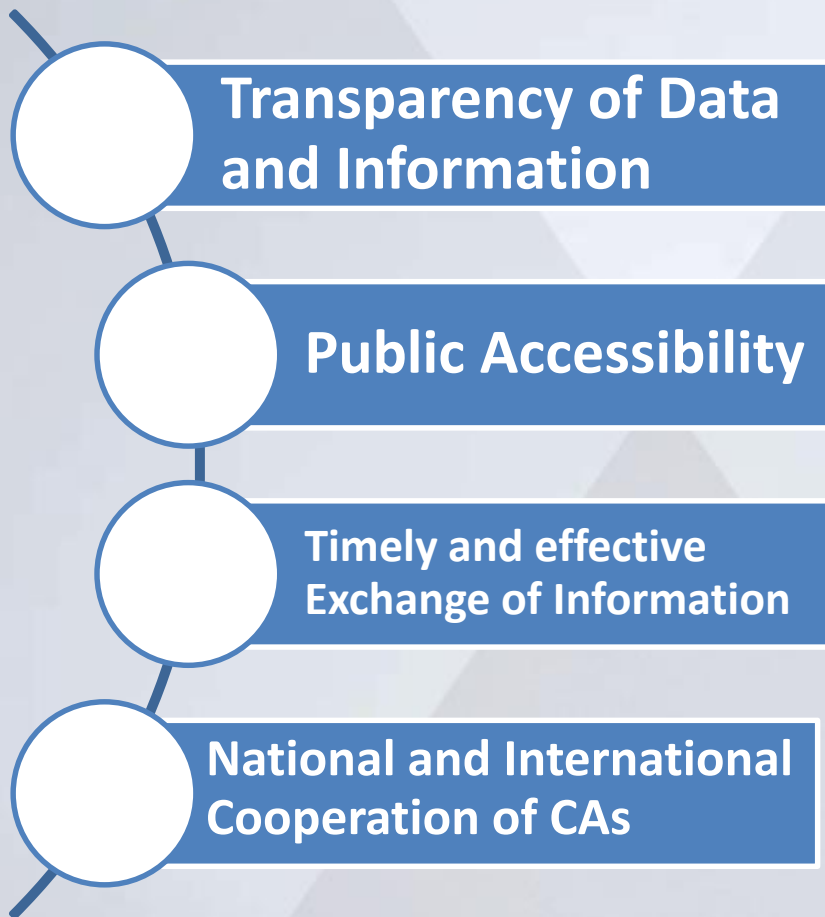 Transparency of Data
and Information
Public Accessibility
Timely and effective
Exchange of Information
National and International
Cooperation of CAs